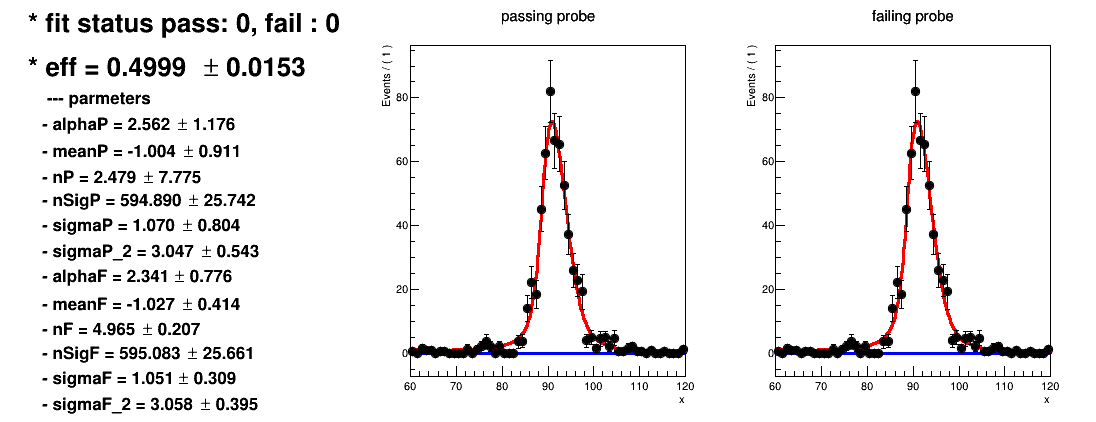 * fit status pass: 0, fail : 0
* eff = 0.4999 ± 0.0153
--- parmeters
- alphaP = 2.562 ± 1.176
- meanP = -1.004 ± 0.911
- nP = 2.479 ± 7.775
- nSigP = 594.890 ± 25.742
- sigmaP = 1.070 ± 0.804
- sigmaP_2 = 3.047 ± 0.543
- alphaF = 2.341 ± 0.776
- meanF = -1.027 ± 0.414
- nF = 4.965 ± 0.207
- nSigF = 595.083 ± 25.661
- sigmaF = 1.051 ± 0.309
- sigmaF_2 = 3.058 ± 0.395
passing probe
Events / ( 1 )
80
60
40
20
0
60 70 80 90 100 110 120
x
failing probe
Events / ( 1 )
80
60
40
20
0
60 70 80 90 100 110 120
x